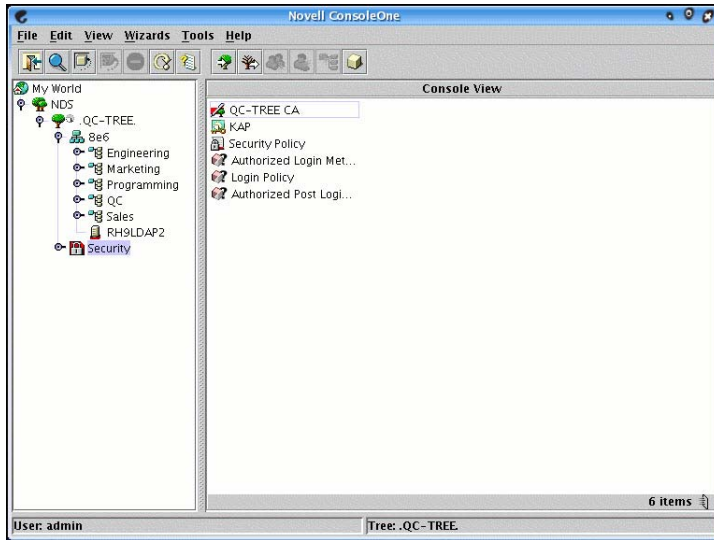 Novell ConsoleOne
File Edit View Wizards Tools Help
My World
NDS
.QC-TREE.
8e6
Engineering
Marketing
Programming
QC
Sales
RH9LDAP2
Security
Console View
QC-TREE CA
KAP
Security Policy
Authorized Login Met...
Login Policy
Authorized Post Logi...
6 items
User: admin
Tree: .QC-TREE.